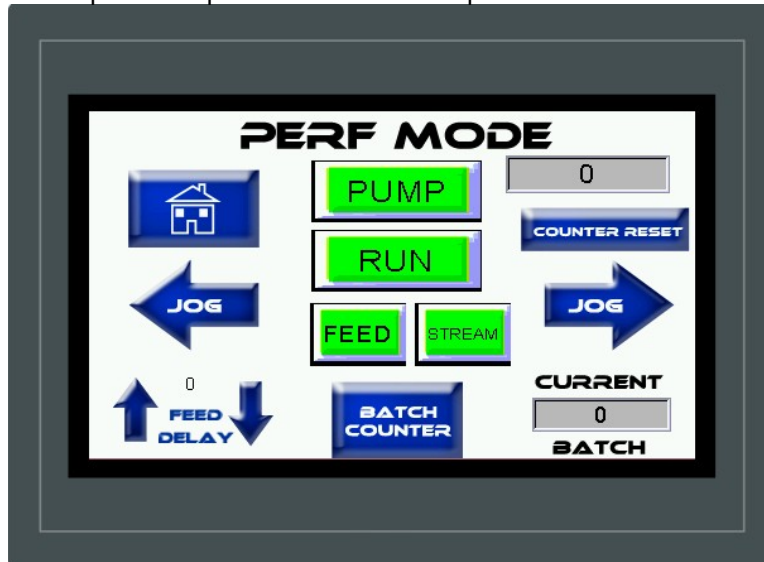 PERF MODE
PUMP
0
COUNTER RESET
RUN
JOG
JOG
FEED
STREAM
0
FEED
DELAY
BATCH
COUNTER
CURRENT
0
BATCH